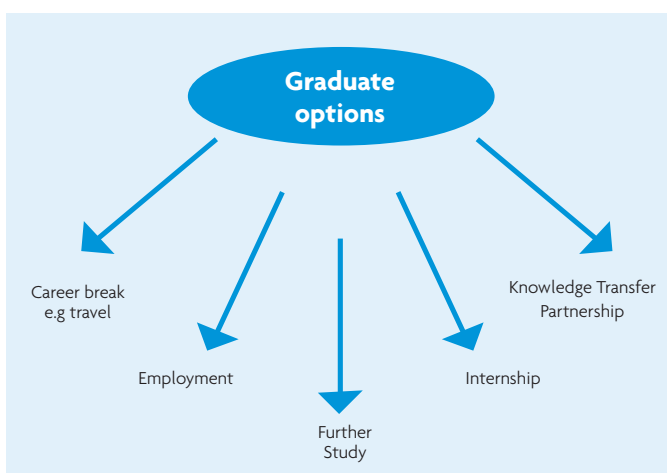 Graduate
options
Career break
e.g travel
Employment
Further
Study
Internship
Knowledge Transfer
Partnership